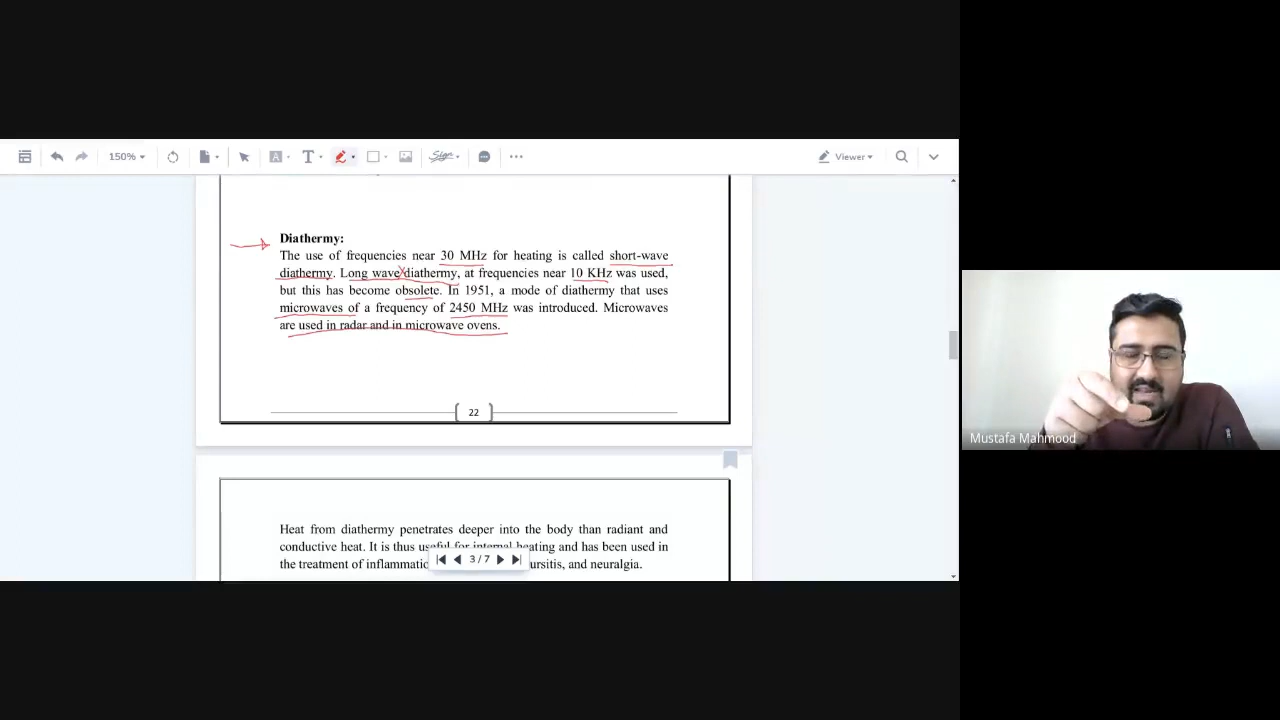 150%
T
Sign
Viewer
Diathermy:
The use of frequencies near 30 MHz for heating is called short-wave
diathermy. Long wave diathermy, at frequencies near 10 KHz was used,
but this has become obsolete. In 1951, a mode of diathermy that uses
microwaves of a frequency of 2450 MHz was introduced. Microwaves
are used in radar and in microwave ovens.
22
Heat from diathermy penetrates deeper into the body than radiant and
conductive heat. It is thus useful for internal heating and has been used in
the treatment of inflammatio ursitis, and neuralgia.
3 / 7
Mustafa Mahmood